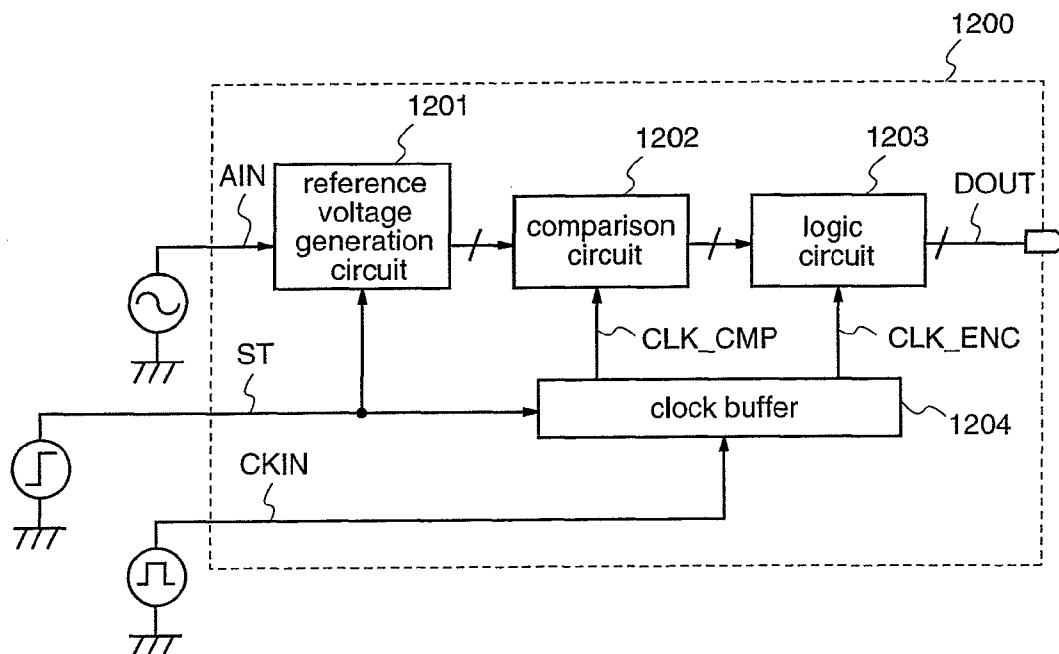 1200
1201
1202
1203
AIN
reference
voltage
generation
circuit
comparison
circuit
logic
circuit
DOUT
ST
CLK_CMP
CLK_ENC
clock buffer
1204
CKIN